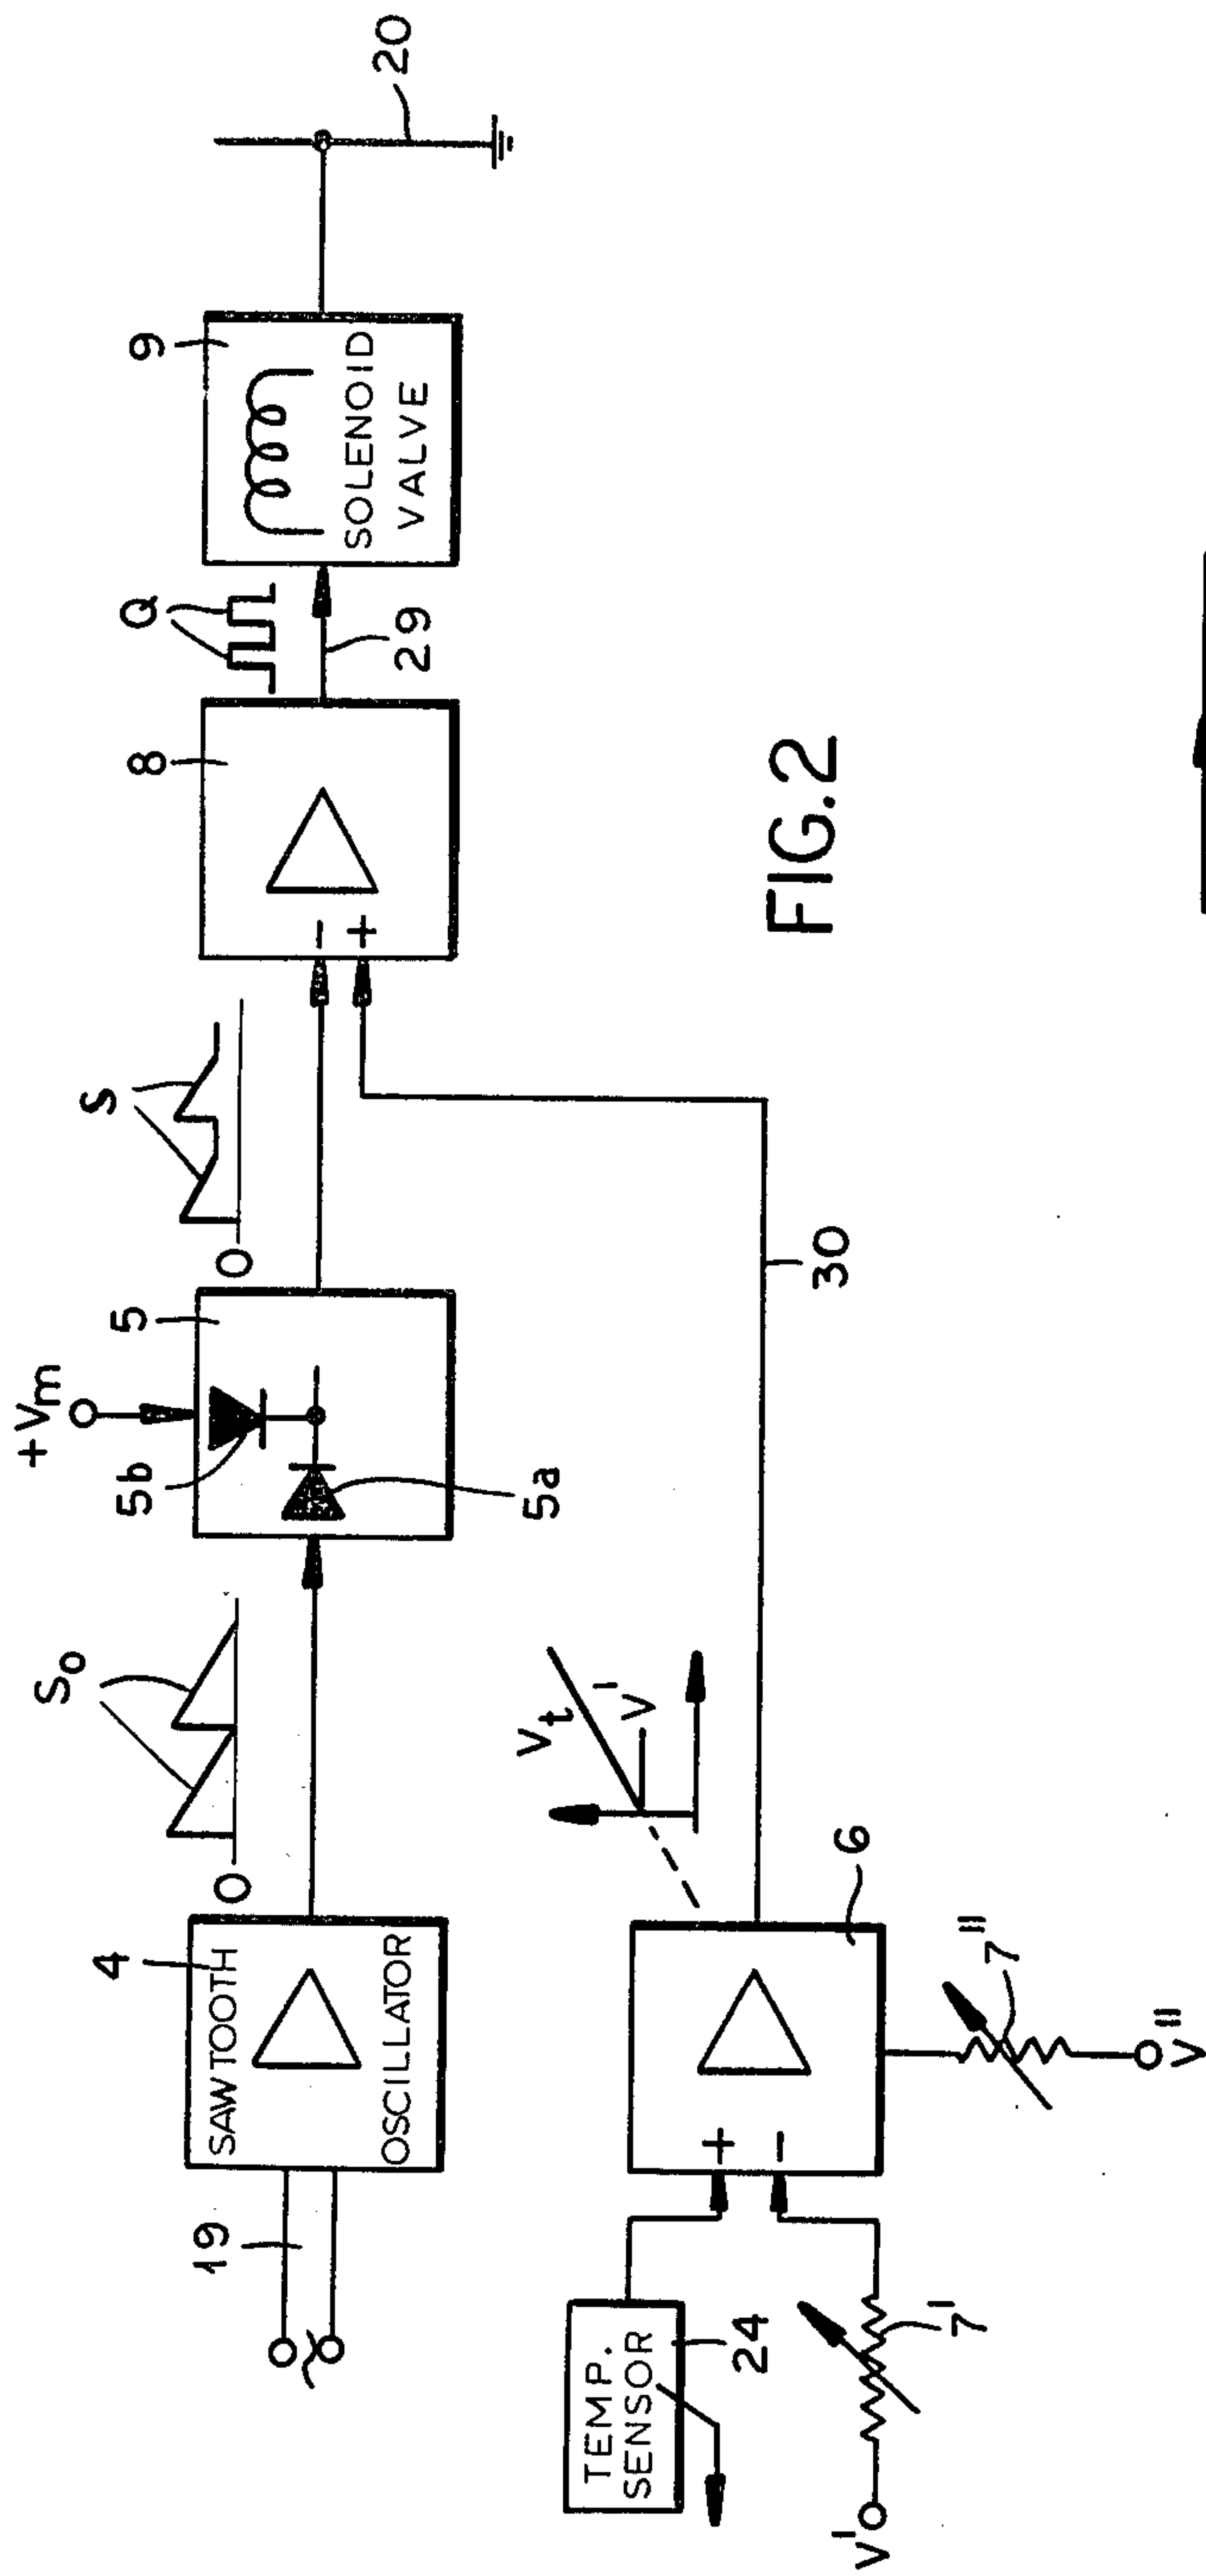 19
4
SAWTOOTH
OSCILLATOR
0
So
+Vm
5
5b
5a
0
S
8
-
+
Q
29
9
SOLENOID
VALVE
20
TEMP.
SENSOR
24
V'
7'
+
-
6
7"
V"
Vt
V'
30
FIG.2